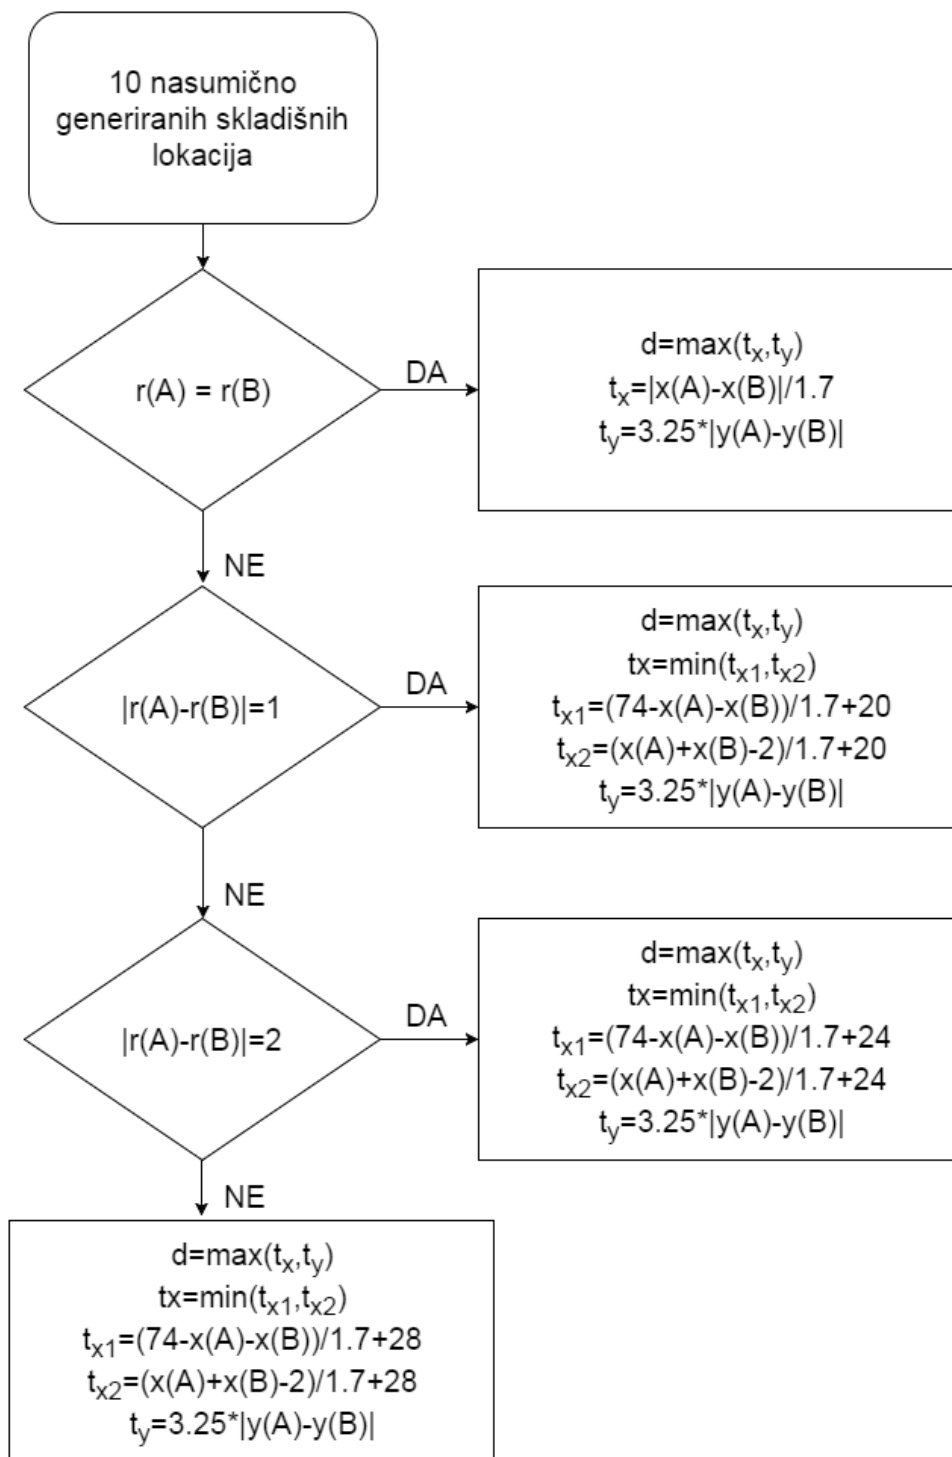 10 nasumično
generiranih skladišnih
lokacija
r(A) = r(B)
DA
d=max(tx,ty)
tx=|x(A)-x(B)|/1.7
ty=3.25*|y(A)-y(B)|
NE
|r(A)-r(B)|=1
DA
d=max(tx,ty)
tx=min(tx1,tx2)
tx1=(74-x(A)-x(B))/1.7+20
tx2=(x(A)+x(B)-2)/1.7+20
ty=3.25*|y(A)-y(B)|
NE
|r(A)-r(B)|=2
DA
d=max(tx,ty)
tx=min(tx1,tx2)
tx1=(74-x(A)-x(B))/1.7+24
tx2=(x(A)+x(B)-2)/1.7+24
ty=3.25*|y(A)-y(B)|
NE
d=max(tx,ty)
tx=min(tx1,tx2)
tx1=(74-x(A)-x(B))/1.7+28
tx2=(x(A)+x(B)-2)/1.7+28
ty=3.25*|y(A)-y(B)|